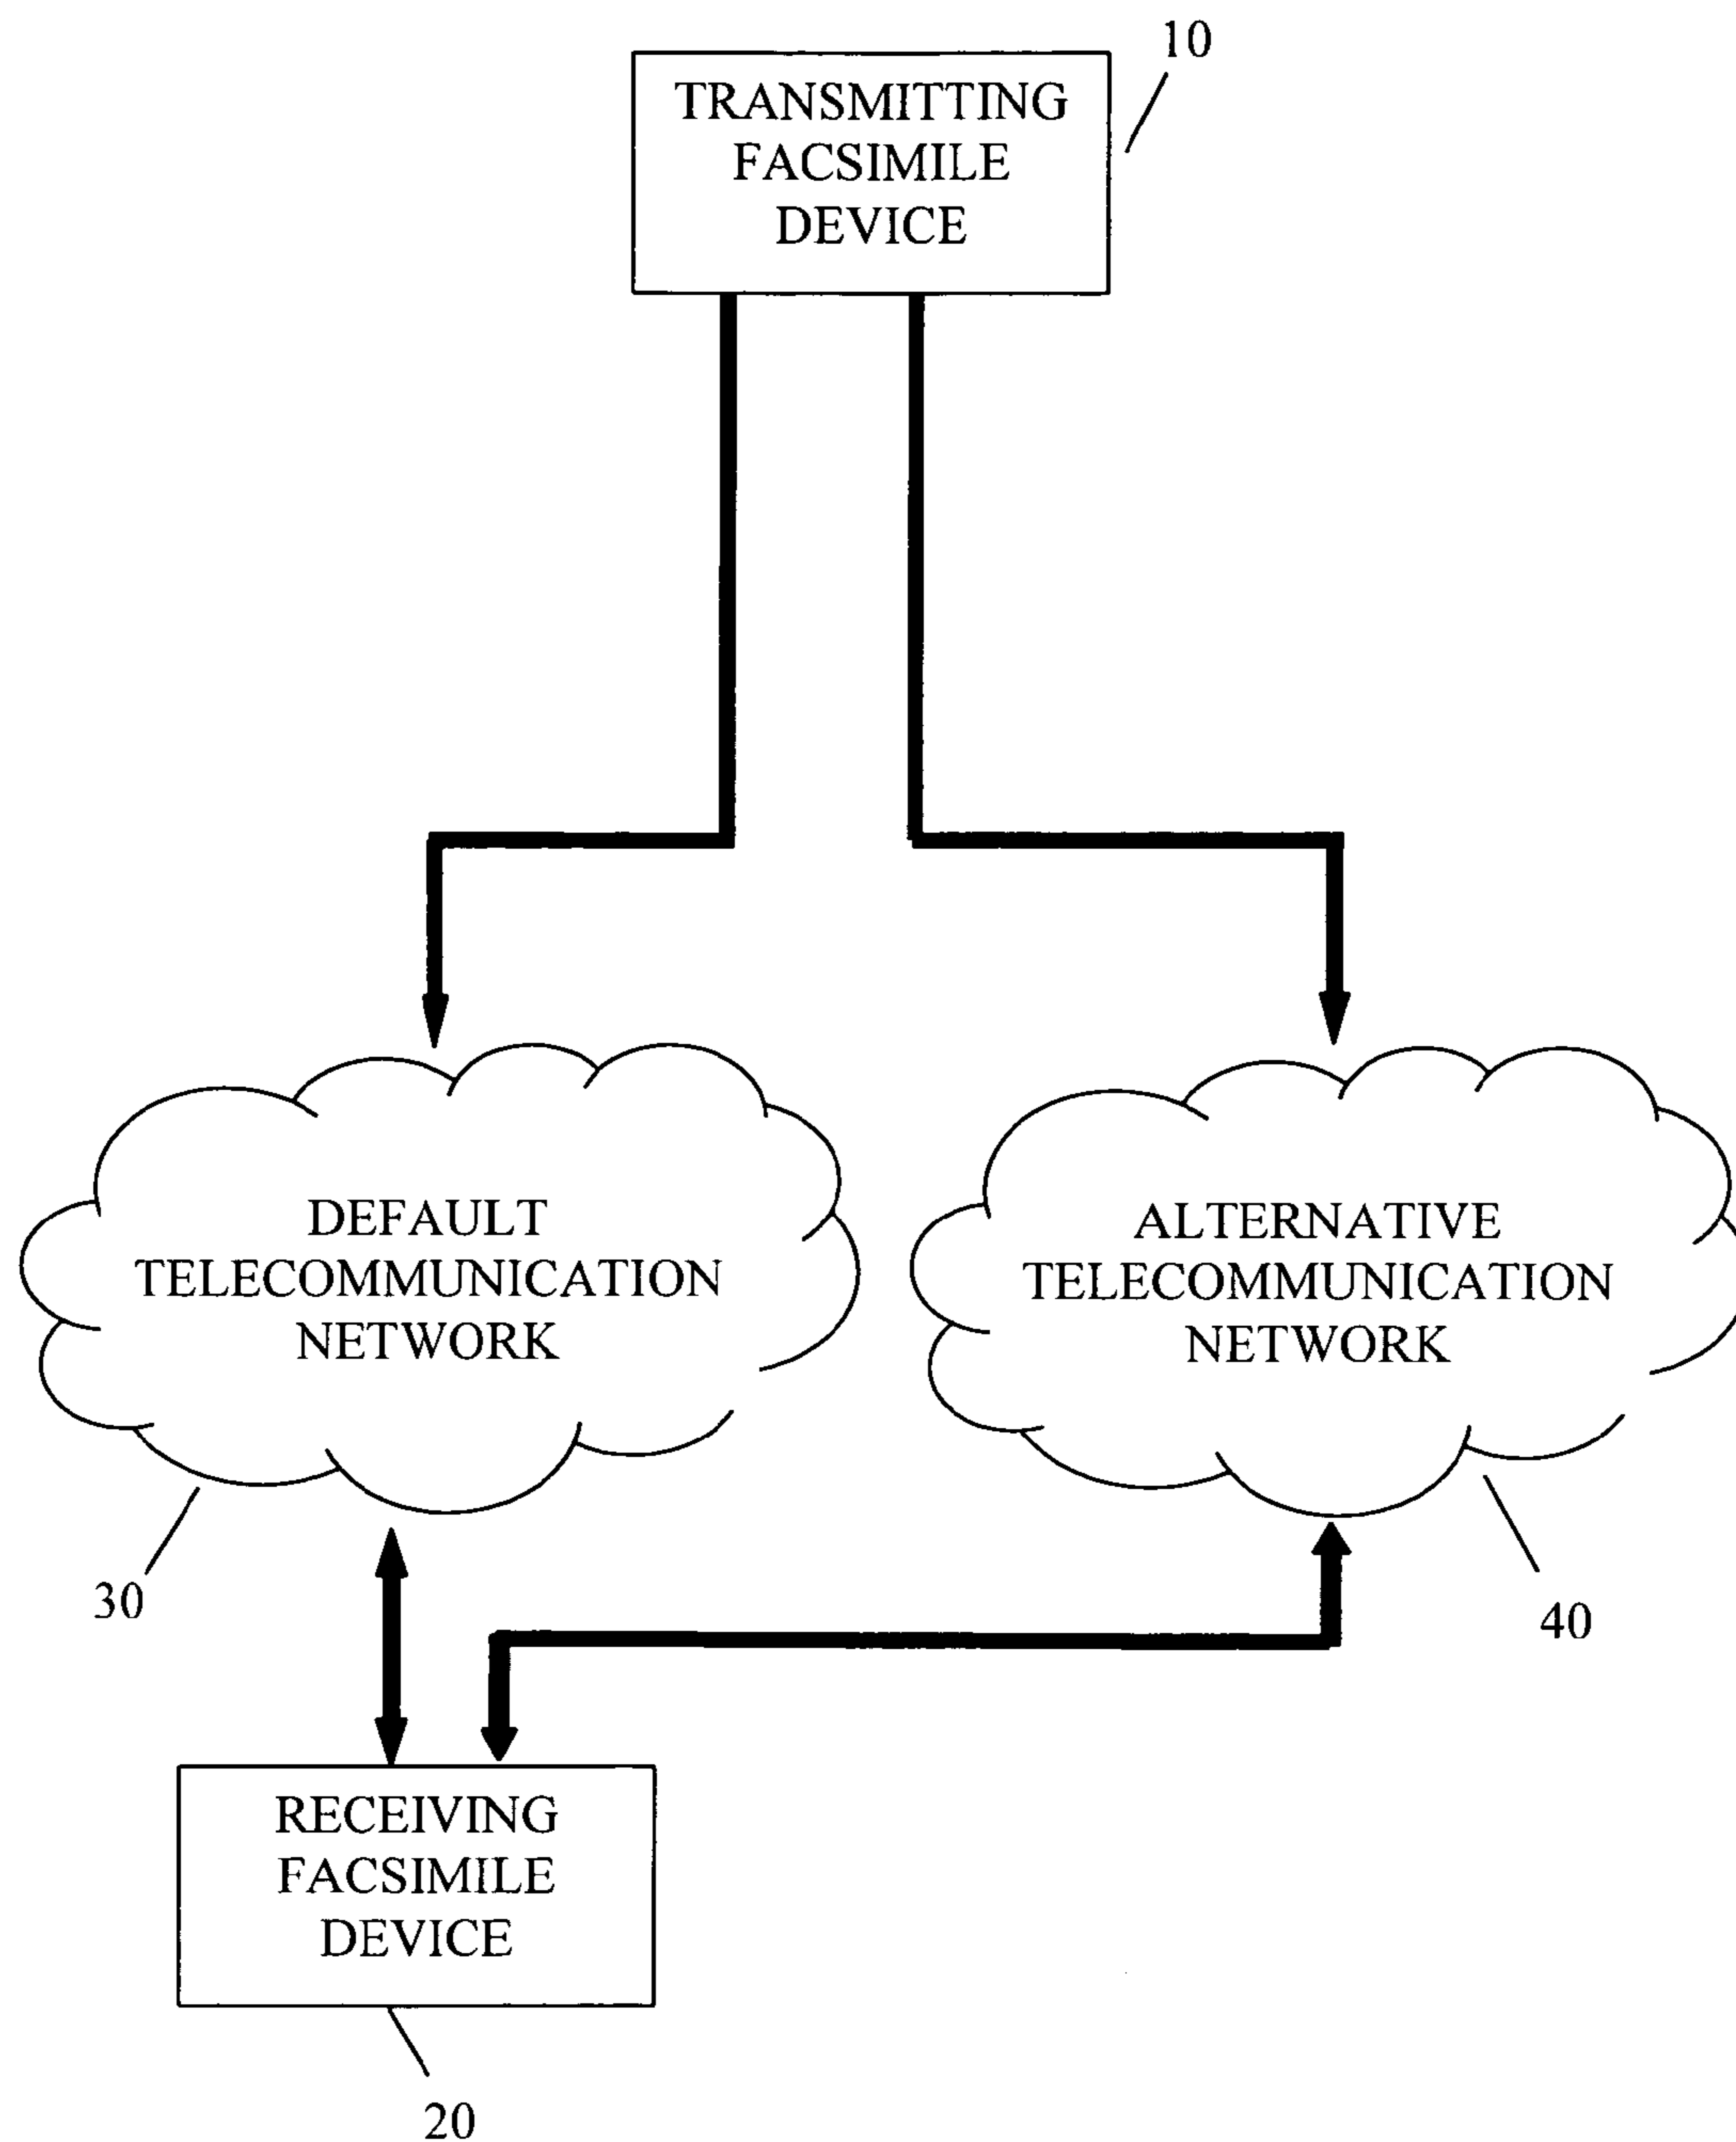 10
TRANSMITTING
FACSIMILE
DEVICE
DEFAULT
TELECOMMUNICATION
NETWORK
ALTERNATIVE
TELECOMMUNICATION
NETWORK
30
40
RECEIVING
FACSIMILE
DEVICE
20